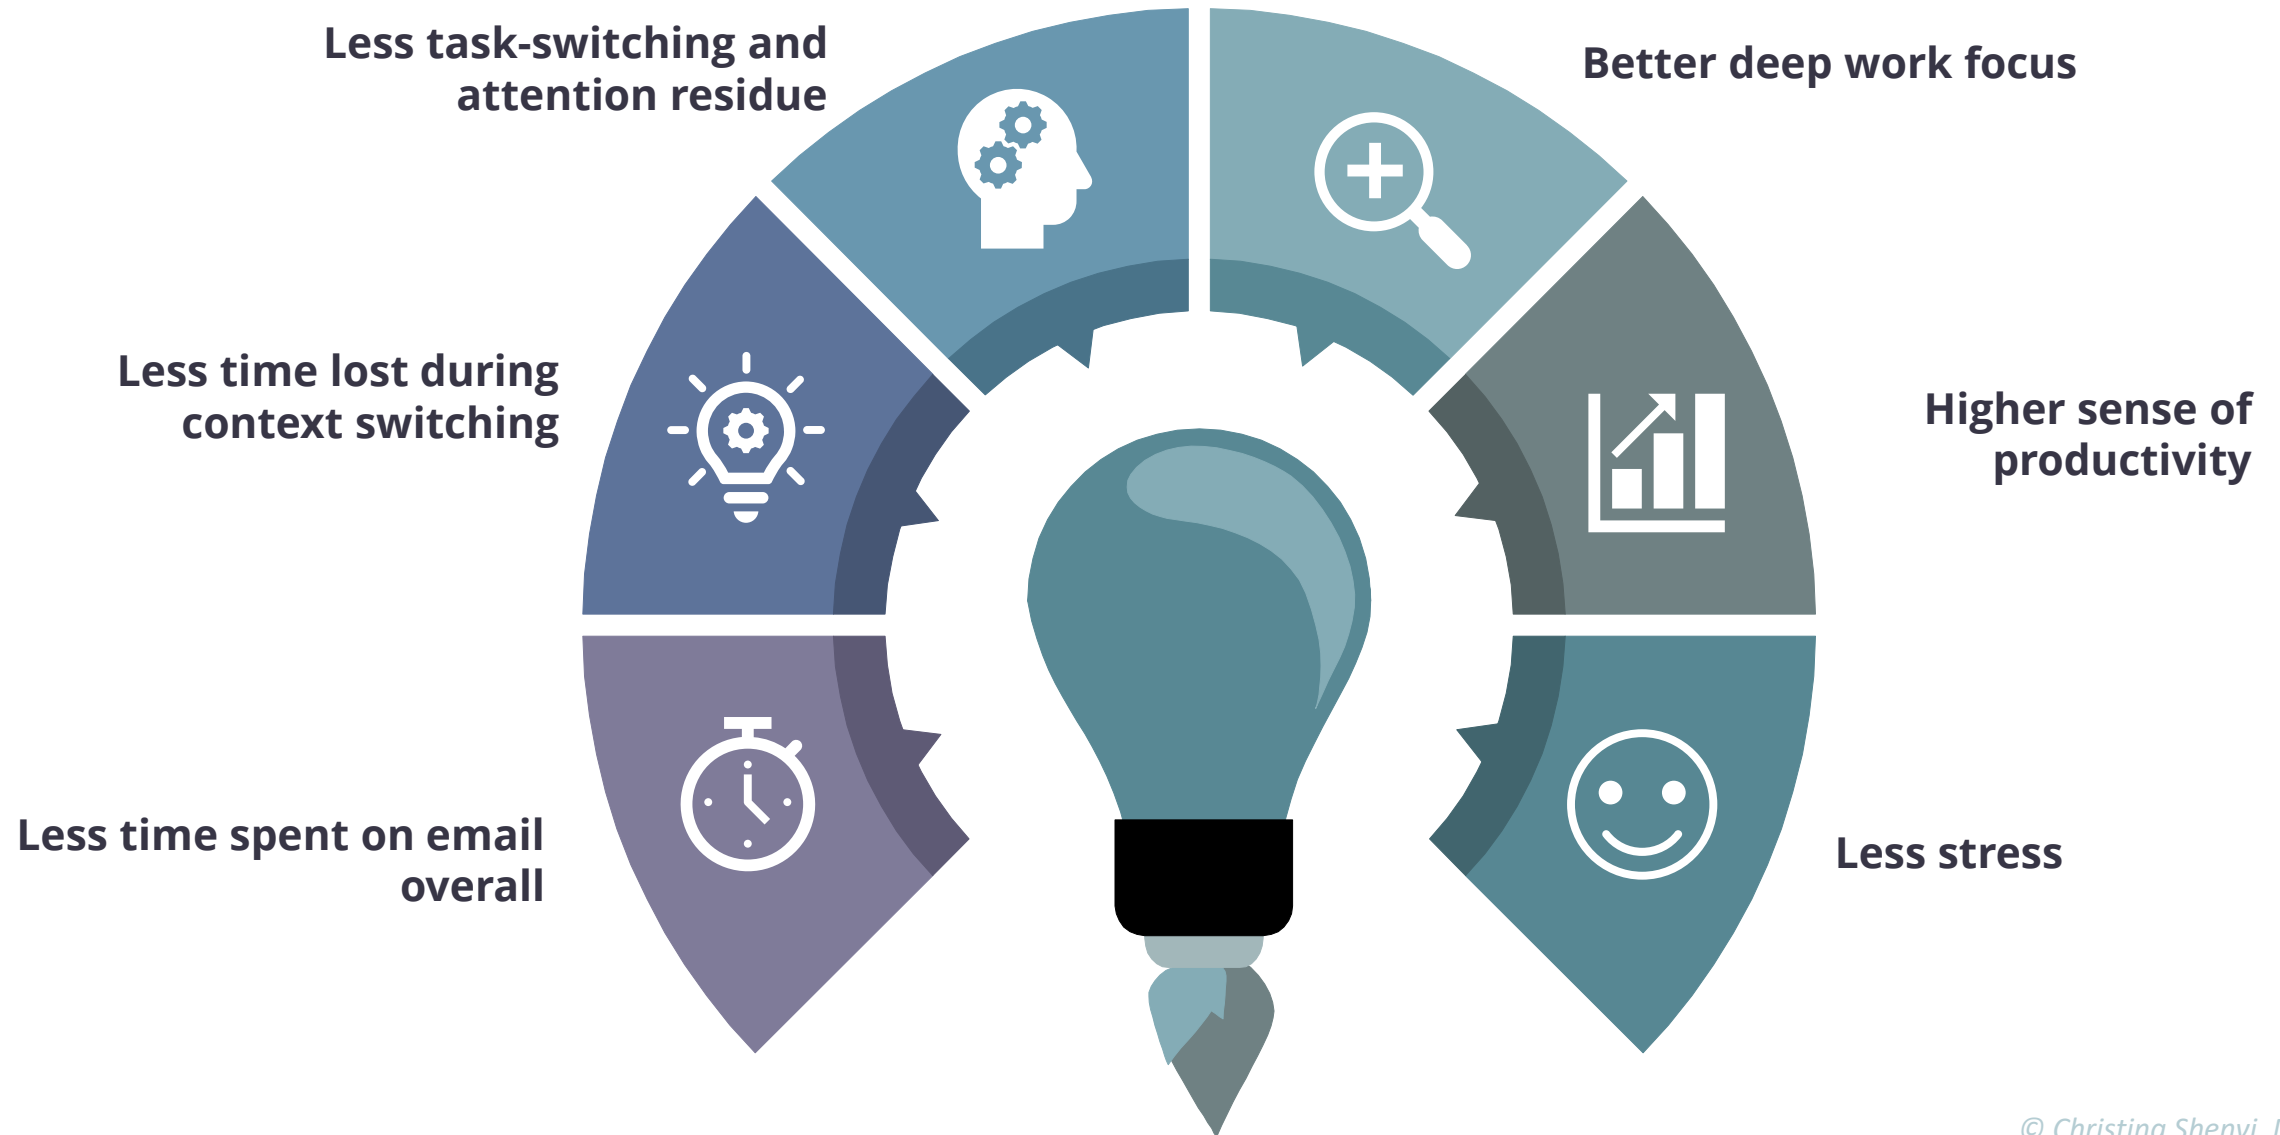 Less task-switching and
attention residue
Better deep work focus
Less time lost during
context switching
Higher sense of
productivity
Less time spent on email
overall
Less stress
© Christina Shenvi,